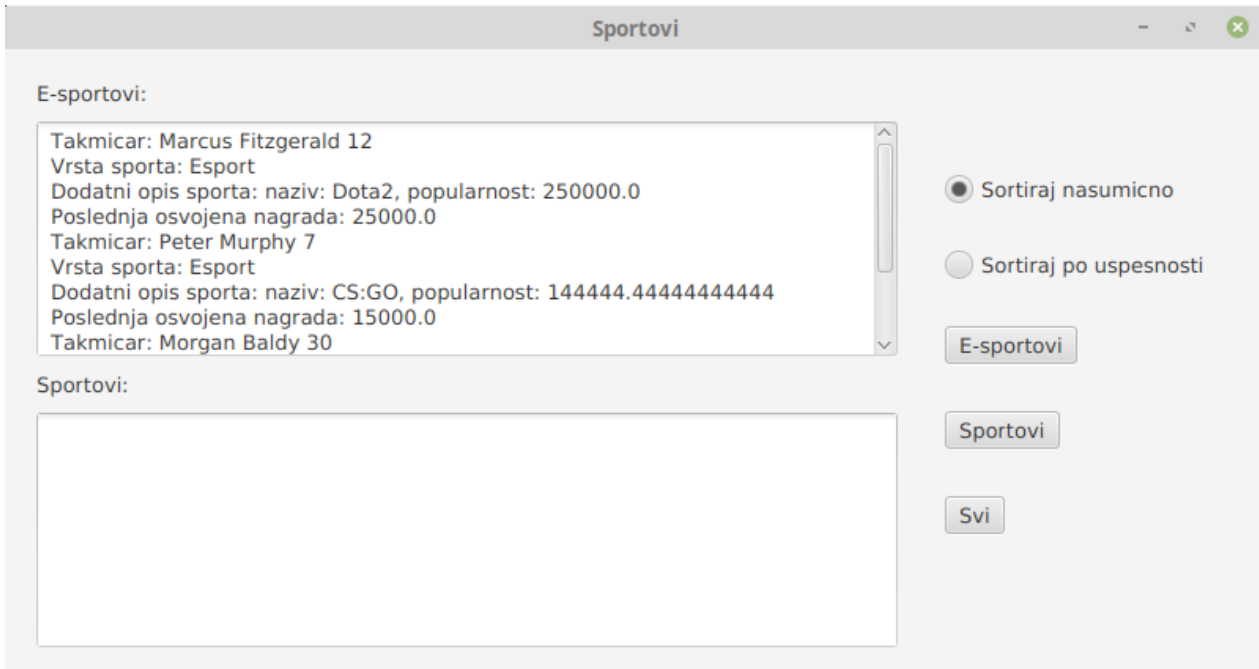 Sportovi
E-sportovi:
Takmicar: Marcus Fitzgerald 12
Vrsta sporta: Esport
Dodatni opis sporta: naziv: Dota2, popularnost: 250000.0
Poslednja osvojena nagrada: 25000.0
Takmicar: Peter Murphy 7
Vrsta sporta: Esport
Dodatni opis sporta: naziv: CS:GO, popularnost: 144444.44444444444
Poslednja osvojena nagrada: 15000.0
Takmicar: Morgan Baldy 30
Sportovi:
Sortiraj nasumicno
Sortiraj po uspesnosti
E-sportovi
Sportovi
Svi